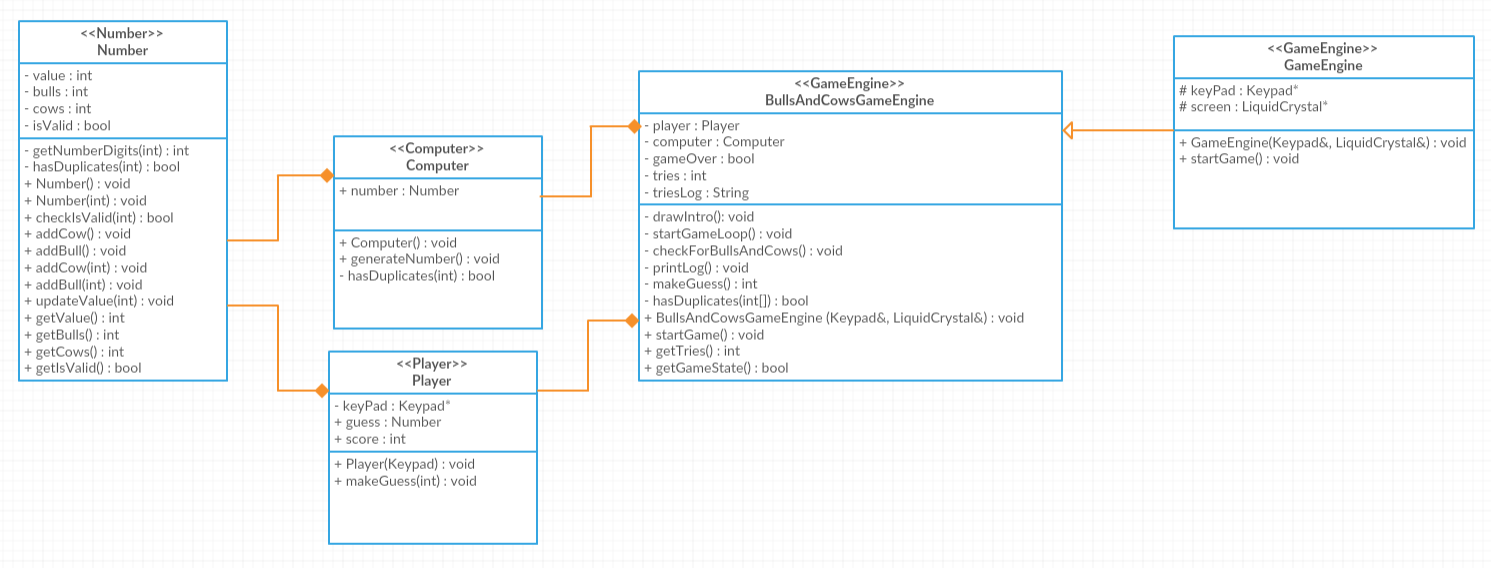 <<Number>>
Number
- value : int
- bulls : int
- cows : int
- isValid : bool
- getNumberDigits(int) : int
- hasDuplicates(int) : bool
+ Number() : void
+ Number(int) : void
+ checkIsValid(int) : bool
+ addCow() : void
+ addBull() : void
+ addCow(int) : void
+ addBull(int) : void
+ updateValue(int) : void
+ getValue() : int
+ getBulls() : int
+ getCows() : int
+ getIsValid() : bool
<<Computer>>
Computer
+ number : Number
+ Computer() : void
+ generateNumber() : void
- hasDuplicates(int) : bool
<<Player>>
Player
- keyPad : Keypad*
+ guess : Number
+ score : int
+ Player(Keypad) : void
+ makeGuess(int) : void
<<GameEngine>>
BullsAndCowsGameEngine
- player : Player
- computer : Computer
- gameOver : bool
- tries : int
- triesLog : String
- drawIntro(): void
- startGameLoop() : void
- checkForBullsAndCows() : void
- printLog() : void
- makeGuess() : int
- hasDuplicates(int[]) : bool
+ BullsAndCowsGameEngine (Keypad&, LiquidCrystal&) : void
+ startGame() : void
+ getTries() : int
+ getGameState() : bool
<<GameEngine>>
GameEngine
# keyPad : Keypad*
# screen : LiquidCrystal*
+ GameEngine(Keypad&, LiquidCrystal&) : void
+ startGame() : void